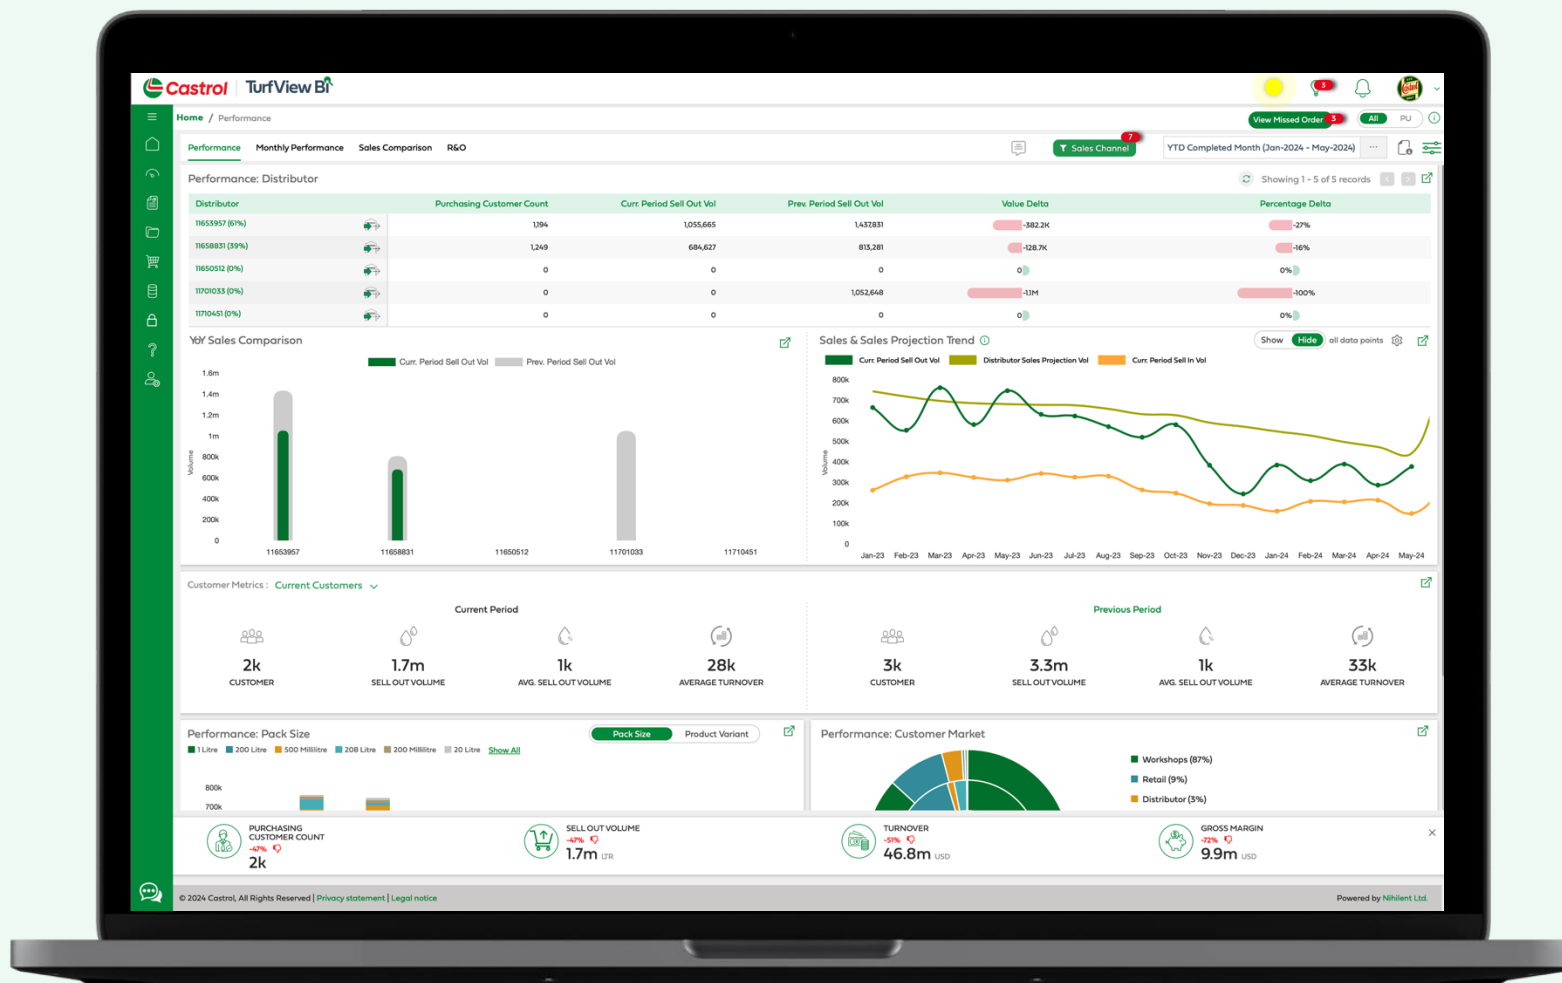 Castrol | TurfView BI
3
Home / Performance
View Missed Order 3
All PU
Performance Monthly Performance Sales Comparison R&O
Sales Channel 7
YTD Completed Month (Jan-2024 - May-2024) ...
Performance: Distributor
Showing 1 - 5 of 5 records
Distributor Purchasing Customer Count Curr. Period Sell Out Vol Prev. Period Sell Out Vol Value Delta Percentage Delta
11653957 (61%) 1,194 1,055,665 1,437,831 -382.2K -27%
11658831 (39%) 1,249 684,627 813,281 -128.7K -16%
11650512 (0%) 0 0 0 0 0%
11701033 (0%) 0 0 1,052,648 -1.1M -100%
11710451 (0%) 0 0 0 0 0%
YoY Sales Comparison
Curr. Period Sell Out Vol Prev. Period Sell Out Vol
1.6m
1.4m
1.2m
1m
800k
600k
400k
200k
0
Volume
11653957 11658831 11650512 11701033 11710451
Sales & Sales Projection Trend
Show Hide all data points
Curr. Period Sell Out Vol Distributor Sales Projection Vol Curr. Period Sell In Vol
800k
700k
600k
500k
400k
300k
200k
100k
0
Volume
Jan-23 Feb-23 Mar-23 Apr-23 May-23 Jun-23 Jul-23 Aug-23 Sep-23 Oct-23 Nov-23 Dec-23 Jan-24 Feb-24 Mar-24 Apr-24 May-24
Customer Metrics : Current Customers
Current Period
2k
CUSTOMER
1.7m
SELL OUT VOLUME
1k
AVG. SELL OUT VOLUME
28k
AVERAGE TURNOVER
Previous Period
3k
CUSTOMER
3.3m
SELL OUT VOLUME
1k
AVG. SELL OUT VOLUME
33k
AVERAGE TURNOVER
Performance: Pack Size
Pack Size Product Variant
1 Litre 200 Litre 500 Millilitre 208 Litre 200 Millilitre 20 Litre Show All
800k
700k
Performance: Customer Market
Workshops (87%)
Retail (9%)
Distributor (3%)
PURCHASING
CUSTOMER COUNT
-47%
2k
SELL OUT VOLUME
-47%
1.7m LTR
TURNOVER
-51%
46.8m USD
GROSS MARGIN
-72%
9.9m USD
© 2024 Castrol, All Rights Reserved | Privacy statement | Legal notice
Powered by Nihilent Ltd.